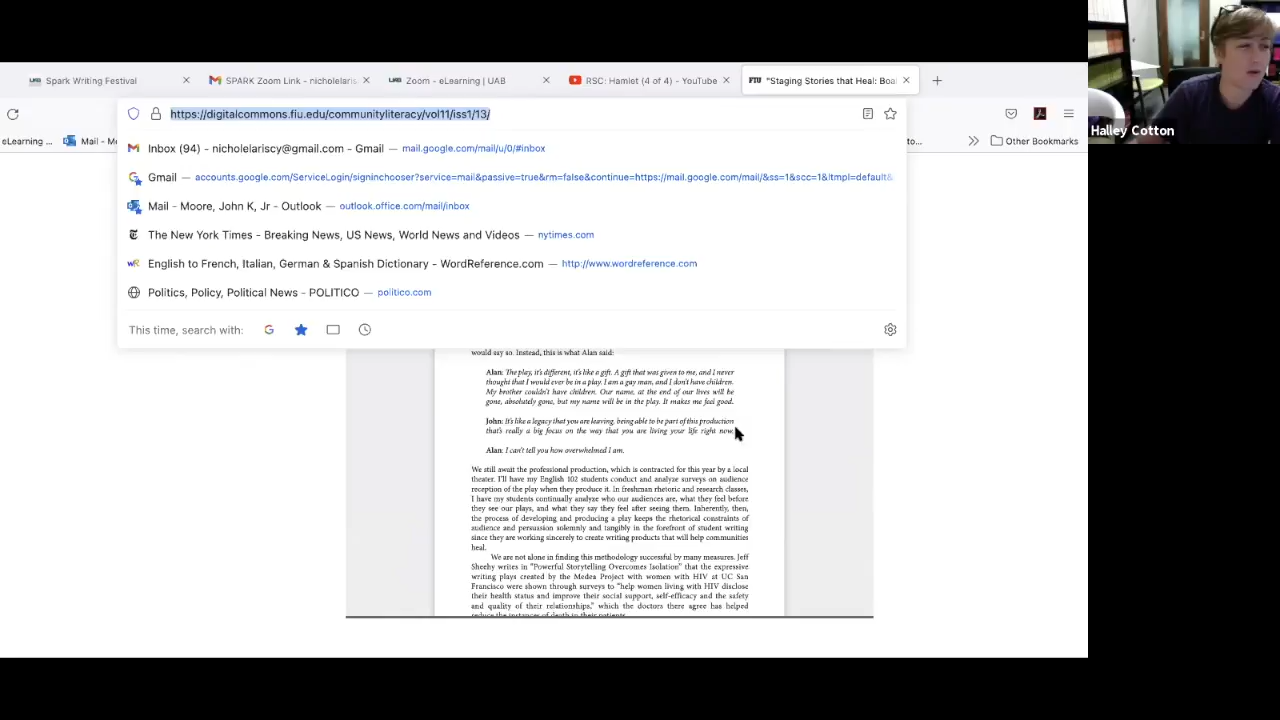 Spark Writing Festival
SPARK Zoom Link - nicholelaris
Zoom - eLearning | UAB
RSC: Hamlet (4 of 4) - YouTube
FIU "Staging Stories that Heal: Boal
https://digitalcommons.fiu.edu/communityliteracy/vol11/iss1/13/
eLearning ...
Mail - Mo
to...
Other Bookmarks
Inbox (94) - nicholelariscy@gmail.com - Gmail — mail.google.com/mail/u/0/#inbox
Gmail — accounts.google.com/ServiceLogin/signinchooser?service=mail&passive=true&rm=false&continue=https://mail.google.com/mail/&ss=1&scc=1&ltmpl=default&
Mail - Moore, John K, Jr - Outlook — outlook.office.com/mail/inbox
The New York Times - Breaking News, US News, World News and Videos — nytimes.com
English to French, Italian, German & Spanish Dictionary - WordReference.com — http://www.wordreference.com
Politics, Policy, Political News - POLITICO — politico.com
This time, search with:
would say so. Instead, this is what Alan said:
Alan: The play, it's different, it's like a gift. A gift that was given to me, and I never
thought that I would ever be in a play. I am a gay man, and I don't have children.
My brother couldn't have children. Our name, at the end of our lives will be
gone, absolutely gone, but my name will be in the play. It makes me feel good.
John: It's like a legacy that you are leaving, being able to be part of this production
that's really a big focus on the way that you are living your life right now.
Alan: I can't tell you how overwhelmed I am.
We still await the professional production, which is contracted for this year by a local
theater. I'll have my English 102 students conduct and analyze surveys on audience
reception of the play when they produce it. In freshman rhetoric and research classes,
I have my students continually analyze who our audiences are, what they feel before
they see our plays, and what they say they feel after seeing them. Inherently, then,
the process of developing and producing a play keeps the rhetorical constraints of
audience and persuasion solemnly and tangibly in the forefront of student writing
since they are working sincerely to create writing products that will help communities
heal.
We are not alone in finding this methodology successful by many measures. Jeff
Sheehy writes in "Powerful Storytelling Overcomes Isolation" that the expressive
writing plays created by the Medea Project with women with HIV at UC San
Francisco were shown through surveys to "help women living with HIV disclose
their health status and improve their social support, self-efficacy and the safety
and quality of their relationships," which the doctors there agree has helped
reduce the instances of death in their patients.
Halley Cotton